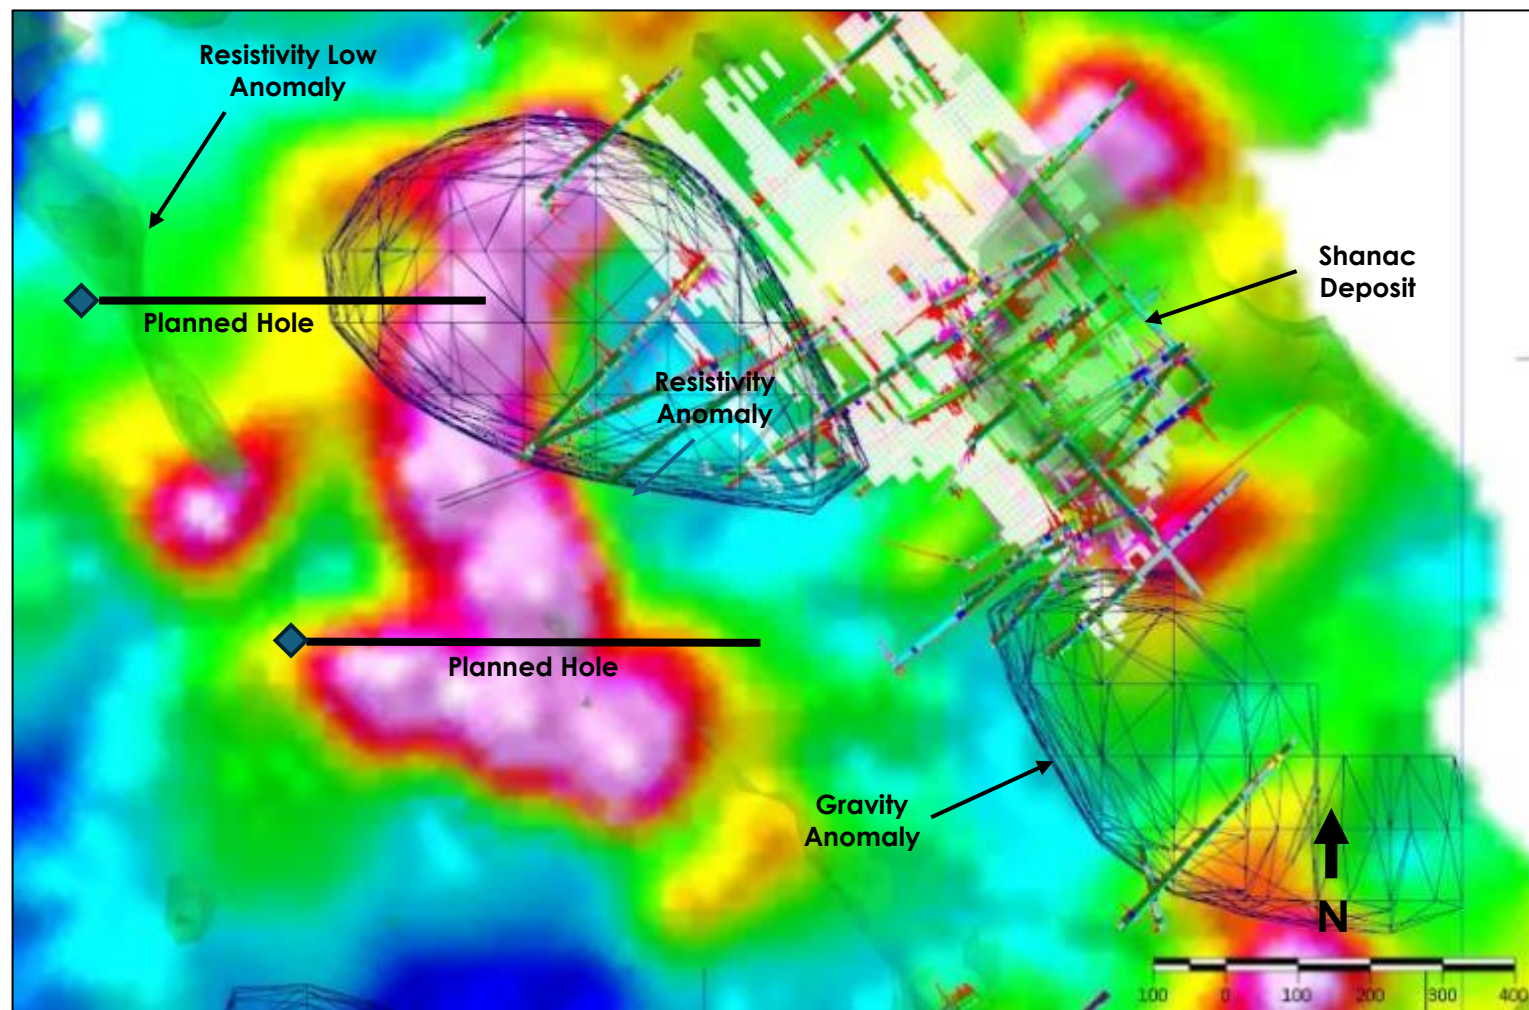 Resistivity Low
Anomaly
Shanac
Deposit
Planned Hole
Resistivity
Anomaly
Planned Hole
Gravity
Anomaly
N
100 0 100 200 300 400